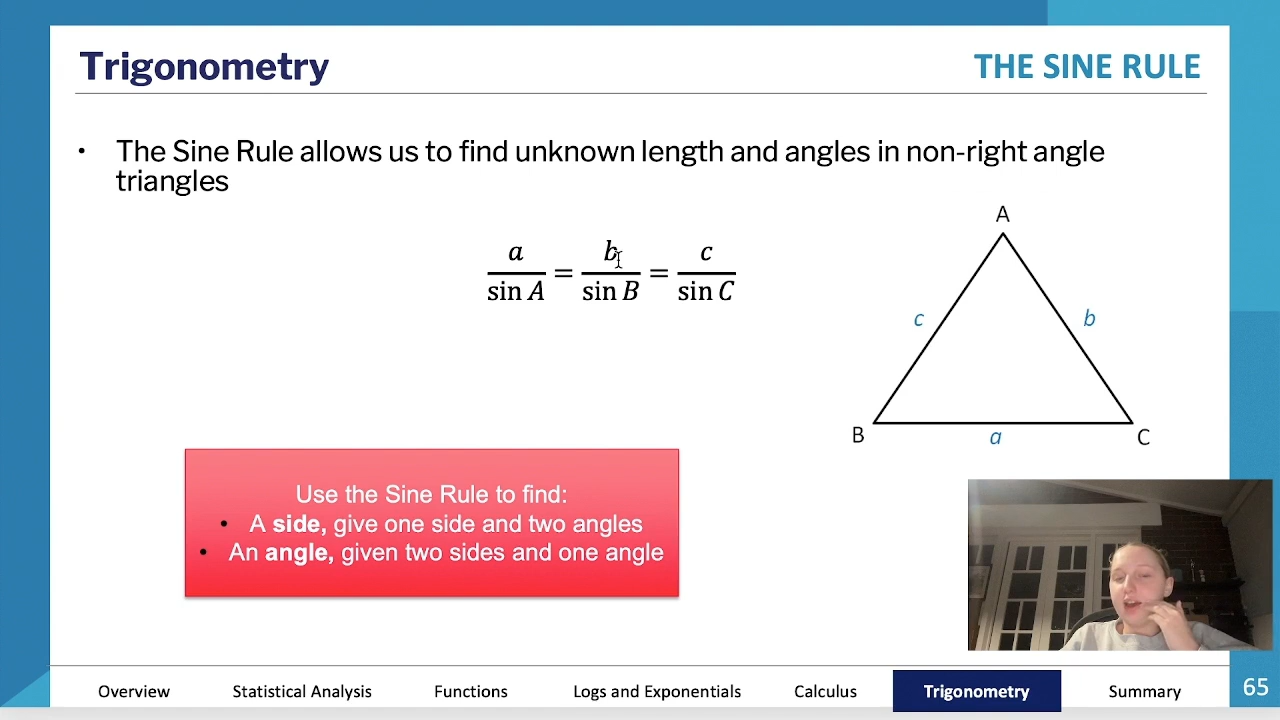 Trigonometry
THE SINE RULE
• The Sine Rule allows us to find unknown length and angles in non-right angle
triangles
a/sin A = b/sin B = c/sin C
A
c
b
B
a
C
Use the Sine Rule to find:
• A side, give one side and two angles
• An angle, given two sides and one angle
Overview Statistical Analysis Functions Logs and Exponentials Calculus Trigonometry Summary 65